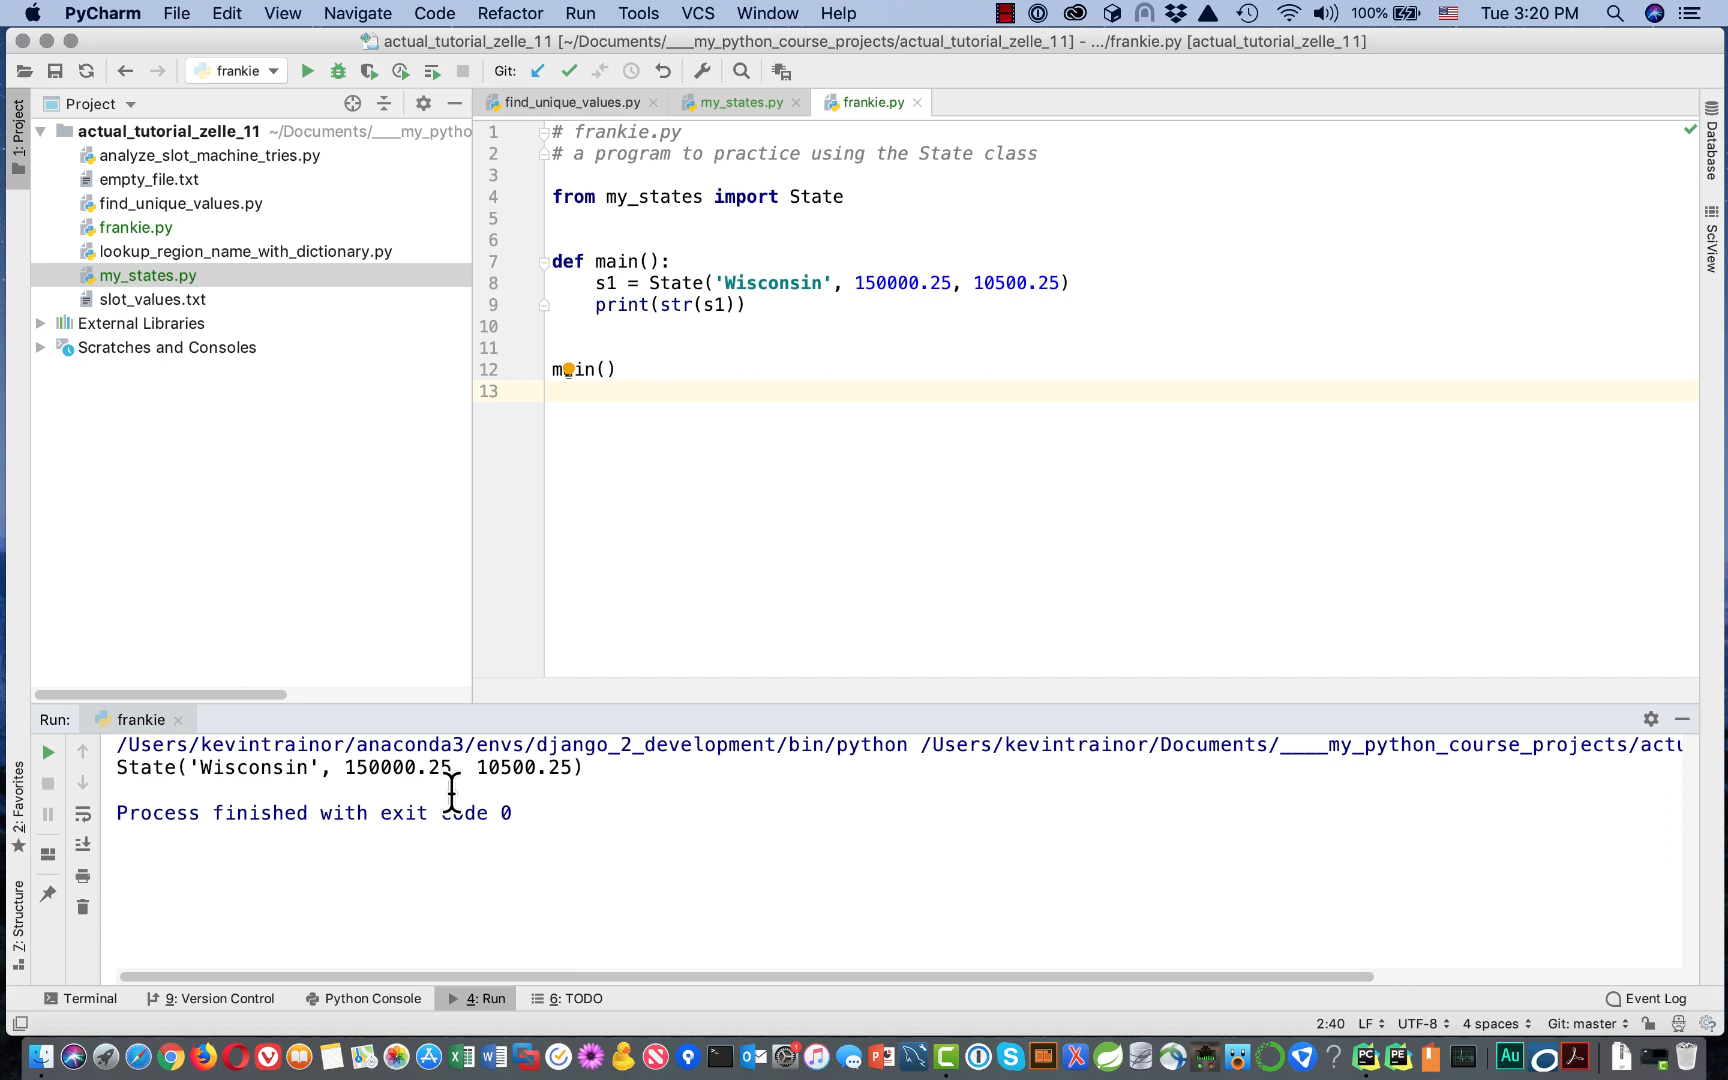 PyCharm File Edit View Navigate Code Refactor Run Tools VCS Window Help 100% Tue 3:20 PM
actual_tutorial_zelle_11 [~/Documents/____my_python_course_projects/actual_tutorial_zelle_11] - .../frankie.py [actual_tutorial_zelle_11]
frankie Git:
Project find_unique_values.py my_states.py frankie.py
1: Project
actual_tutorial_zelle_11 ~/Documents/____my_pytho
analyze_slot_machine_tries.py
empty_file.txt
find_unique_values.py
frankie.py
lookup_region_name_with_dictionary.py
my_states.py
slot_values.txt
External Libraries
Scratches and Consoles
1 # frankie.py
2 # a program to practice using the State class
3
4 from my_states import State
5
6
7 def main():
8 s1 = State('Wisconsin', 150000.25, 10500.25)
9 print(str(s1))
10
11
12 main()
13
Database
SciView
Run: frankie
/Users/kevintrainor/anaconda3/envs/django_2_development/bin/python /Users/kevintrainor/Documents/____my_python_course_projects/actu
State('Wisconsin', 150000.25, 10500.25)
Process finished with exit code 0
2: Favorites
7: Structure
Terminal 9: Version Control Python Console 4: Run 6: TODO Event Log
2:40 LF UTF-8 4 spaces Git: master
PC PE Au